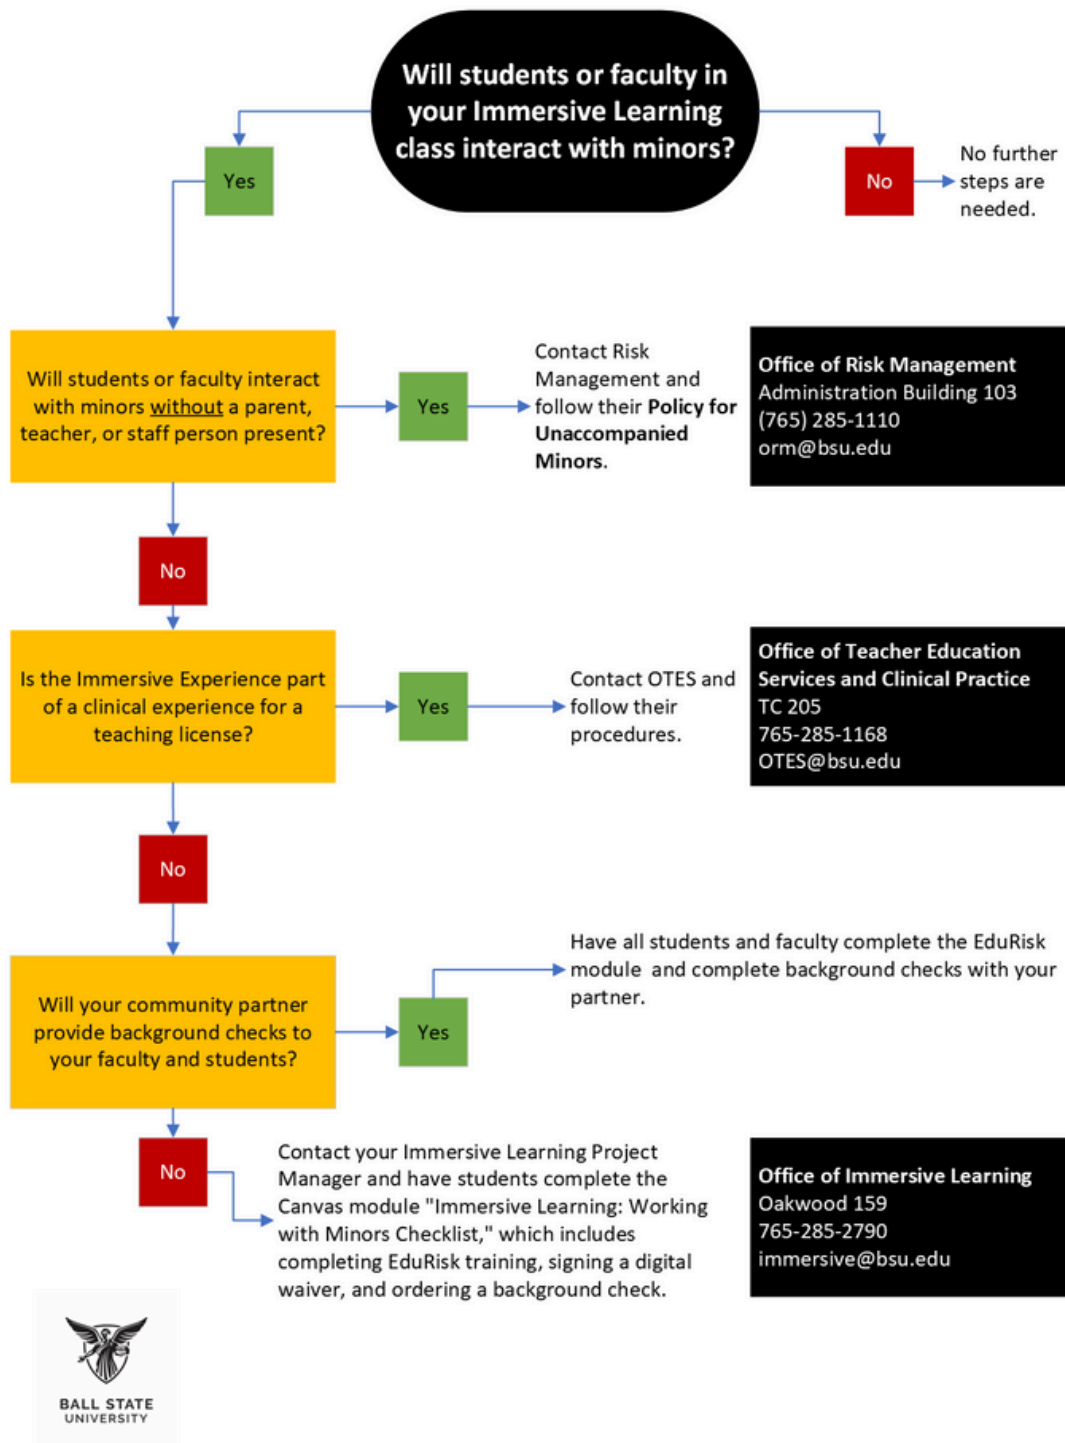 Will students or faculty in
your Immersive Learning
class interact with minors?
Yes
No
No further
steps are
needed.
Will students or faculty interact
with minors without a parent,
teacher, or staff person present?
Yes
Contact Risk
Management and
follow their Policy for
Unaccompanied
Minors.
Office of Risk Management
Administration Building 103
(765) 285-1110
orm@bsu.edu
No
Is the Immersive Experience part
of a clinical experience for a
teaching license?
Yes
Contact OTES and
follow their
procedures.
Office of Teacher Education
Services and Clinical Practice
TC 205
765-285-1168
OTES@bsu.edu
No
Will your community partner
provide background checks to
your faculty and students?
Yes
Have all students and faculty complete the EduRisk
module and complete background checks with your
partner.
No
Contact your Immersive Learning Project
Manager and have students complete the
Canvas module "Immersive Learning: Working
with Minors Checklist," which includes
completing EduRisk training, signing a digital
waiver, and ordering a background check.
Office of Immersive Learning
Oakwood 159
765-285-2790
immersive@bsu.edu
BALL STATE
UNIVERSITY